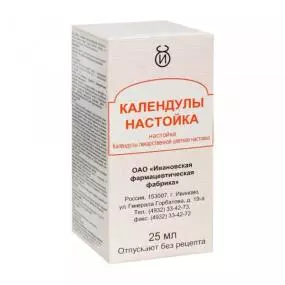 КАЛЕНДУЛЫ
НАСТОЙКА
настойка
Календулы лекарственной цветков настойка
ОАО «Ивановская
фармацевтическая
фабрика»
Россия, 153007, г. Иваново,
ул. Генерала Горбатова, д. 19-а
Тел. (4932) 33-42-73,
факс. (4932) 33-42-72
25 мл
Отпускают без рецепта